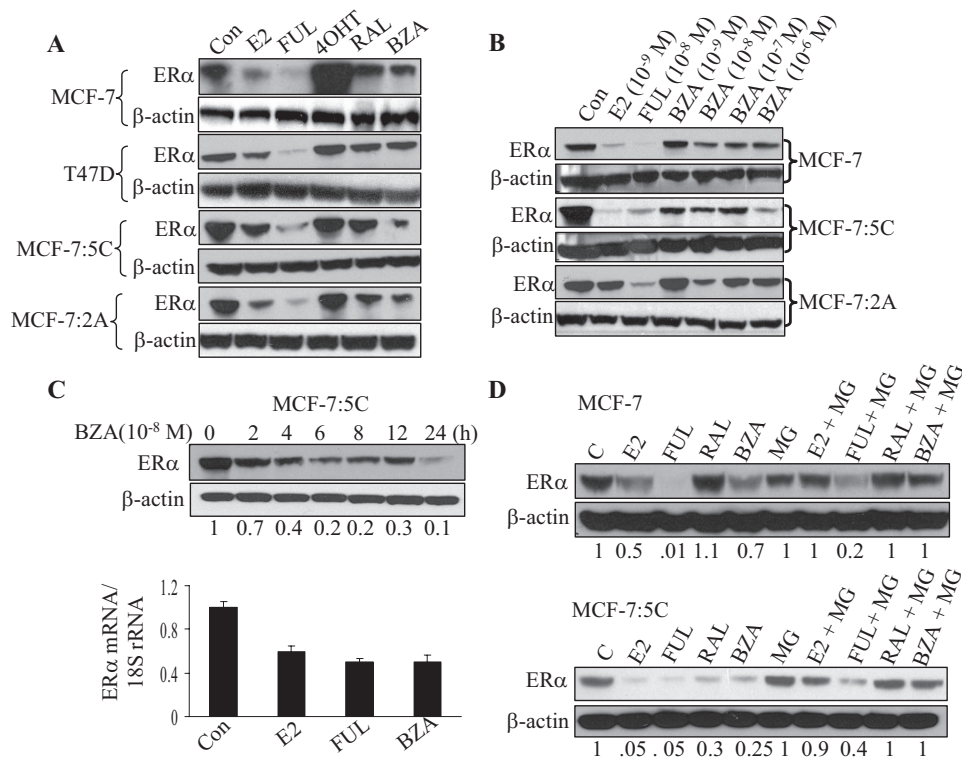 A
Con E2 FUL 4OHT RAL BZA
MCF-7
ERα
β-actin
T47D
ERα
β-actin
MCF-7:5C
ERα
β-actin
MCF-7:2A
ERα
β-actin
B
Con E2 (10⁻⁹ M) FUL (10⁻⁸ M) BZA (10⁻⁹ M) BZA (10⁻⁸ M) BZA (10⁻⁷ M) BZA (10⁻⁶ M)
ERα
β-actin
MCF-7
ERα
β-actin
MCF-7:5C
ERα
β-actin
MCF-7:2A
C
MCF-7:5C
BZA(10⁻⁸ M) 0 2 4 6 8 12 24 (h)
ERα
β-actin
1 0.7 0.4 0.2 0.2 0.3 0.1
ERα mRNA/
18S rRNA
1.2
0.8
0.4
0
Con E2 FUL BZA
D
MCF-7
C E2 FUL RAL BZA MG E2 + MG FUL+ MG RAL + MG BZA + MG
ERα
β-actin
1 0.5 .01 1.1 0.7 1 1 0.2 1 1
MCF-7:5C
C E2 FUL RAL BZA MG E2 + MG FUL+ MG RAL + MG BZA + MG
ERα
β-actin
1 .05 . 05 0.3 0.25 1 0.9 0.4 1 1